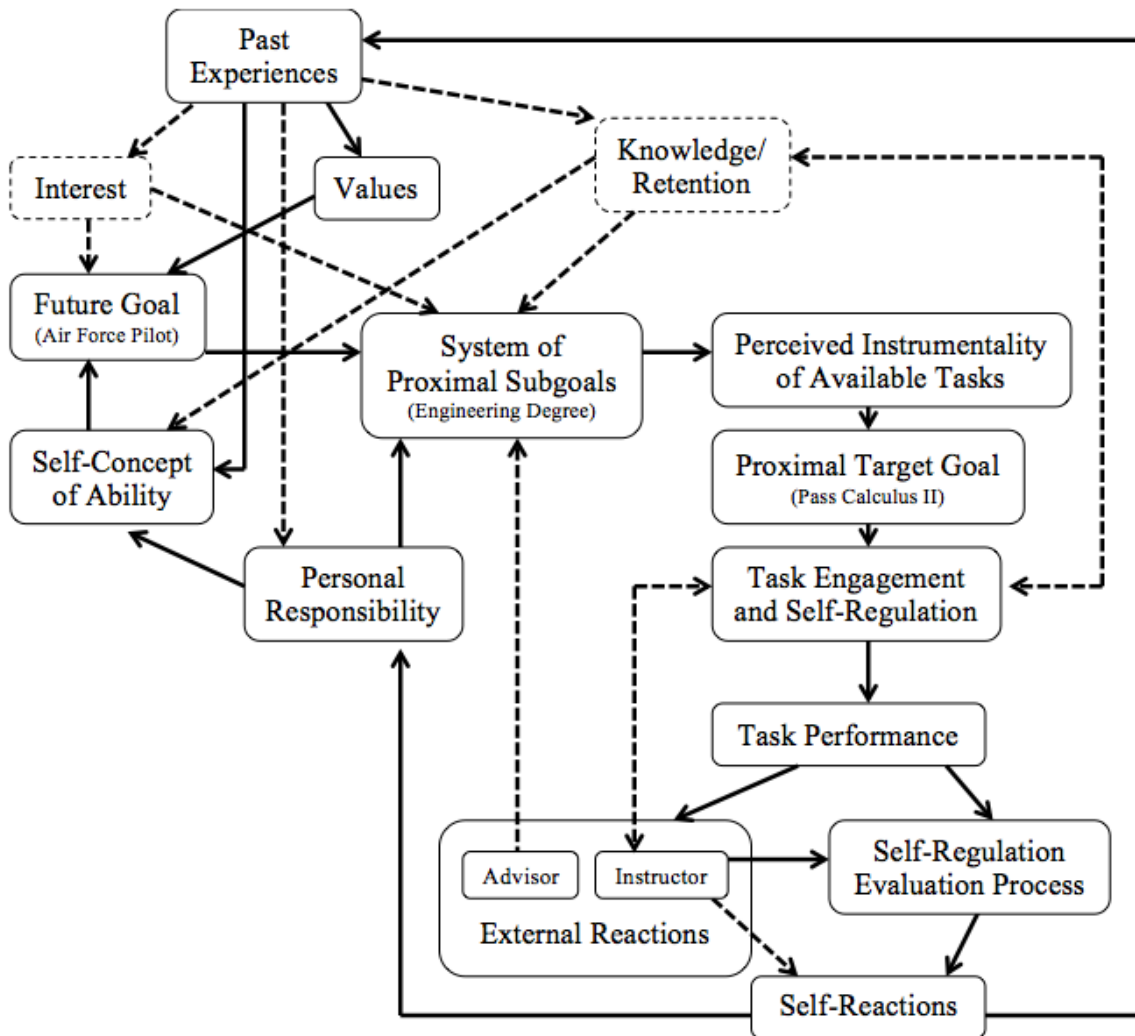 Past
Experiences
Interest
Values
Knowledge/
Retention
Future Goal
(Air Force Pilot)
System of
Proximal Subgoals
(Engineering Degree)
Perceived Instrumentality
of Available Tasks
Self-Concept
of Ability
Proximal Target Goal
(Pass Calculus II)
Personal
Responsibility
Task Engagement
and Self-Regulation
Task Performance
Advisor
Instructor
External Reactions
Self-Regulation
Evaluation Process
Self-Reactions